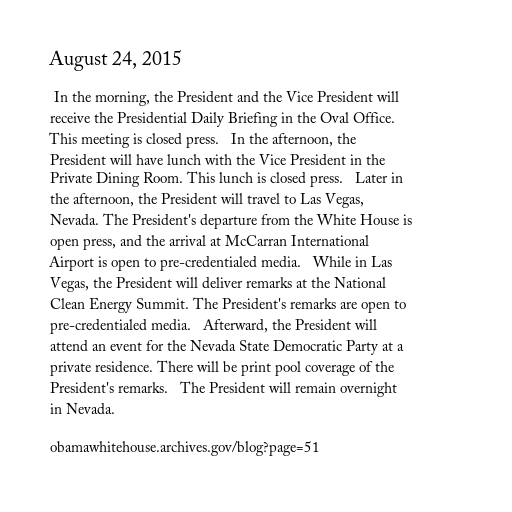 August 24, 2015
In the morning, the President and the Vice President will
receive the Presidential Daily Briefing in the Oval Office.
This meeting is closed press.   In the afternoon, the
President will have lunch with the Vice President in the
Private Dining Room. This lunch is closed press.   Later in
the afternoon, the President will travel to Las Vegas,
Nevada. The President's departure from the White House is
open press, and the arrival at McCarran International
Airport is open to pre-credentialed media.   While in Las
Vegas, the President will deliver remarks at the National
Clean Energy Summit. The President's remarks are open to
pre-credentialed media.   Afterward, the President will
attend an event for the Nevada State Democratic Party at a
private residence. There will be print pool coverage of the
President's remarks.   The President will remain overnight
in Nevada.
obamawhitehouse.archives.gov/blog?page=51